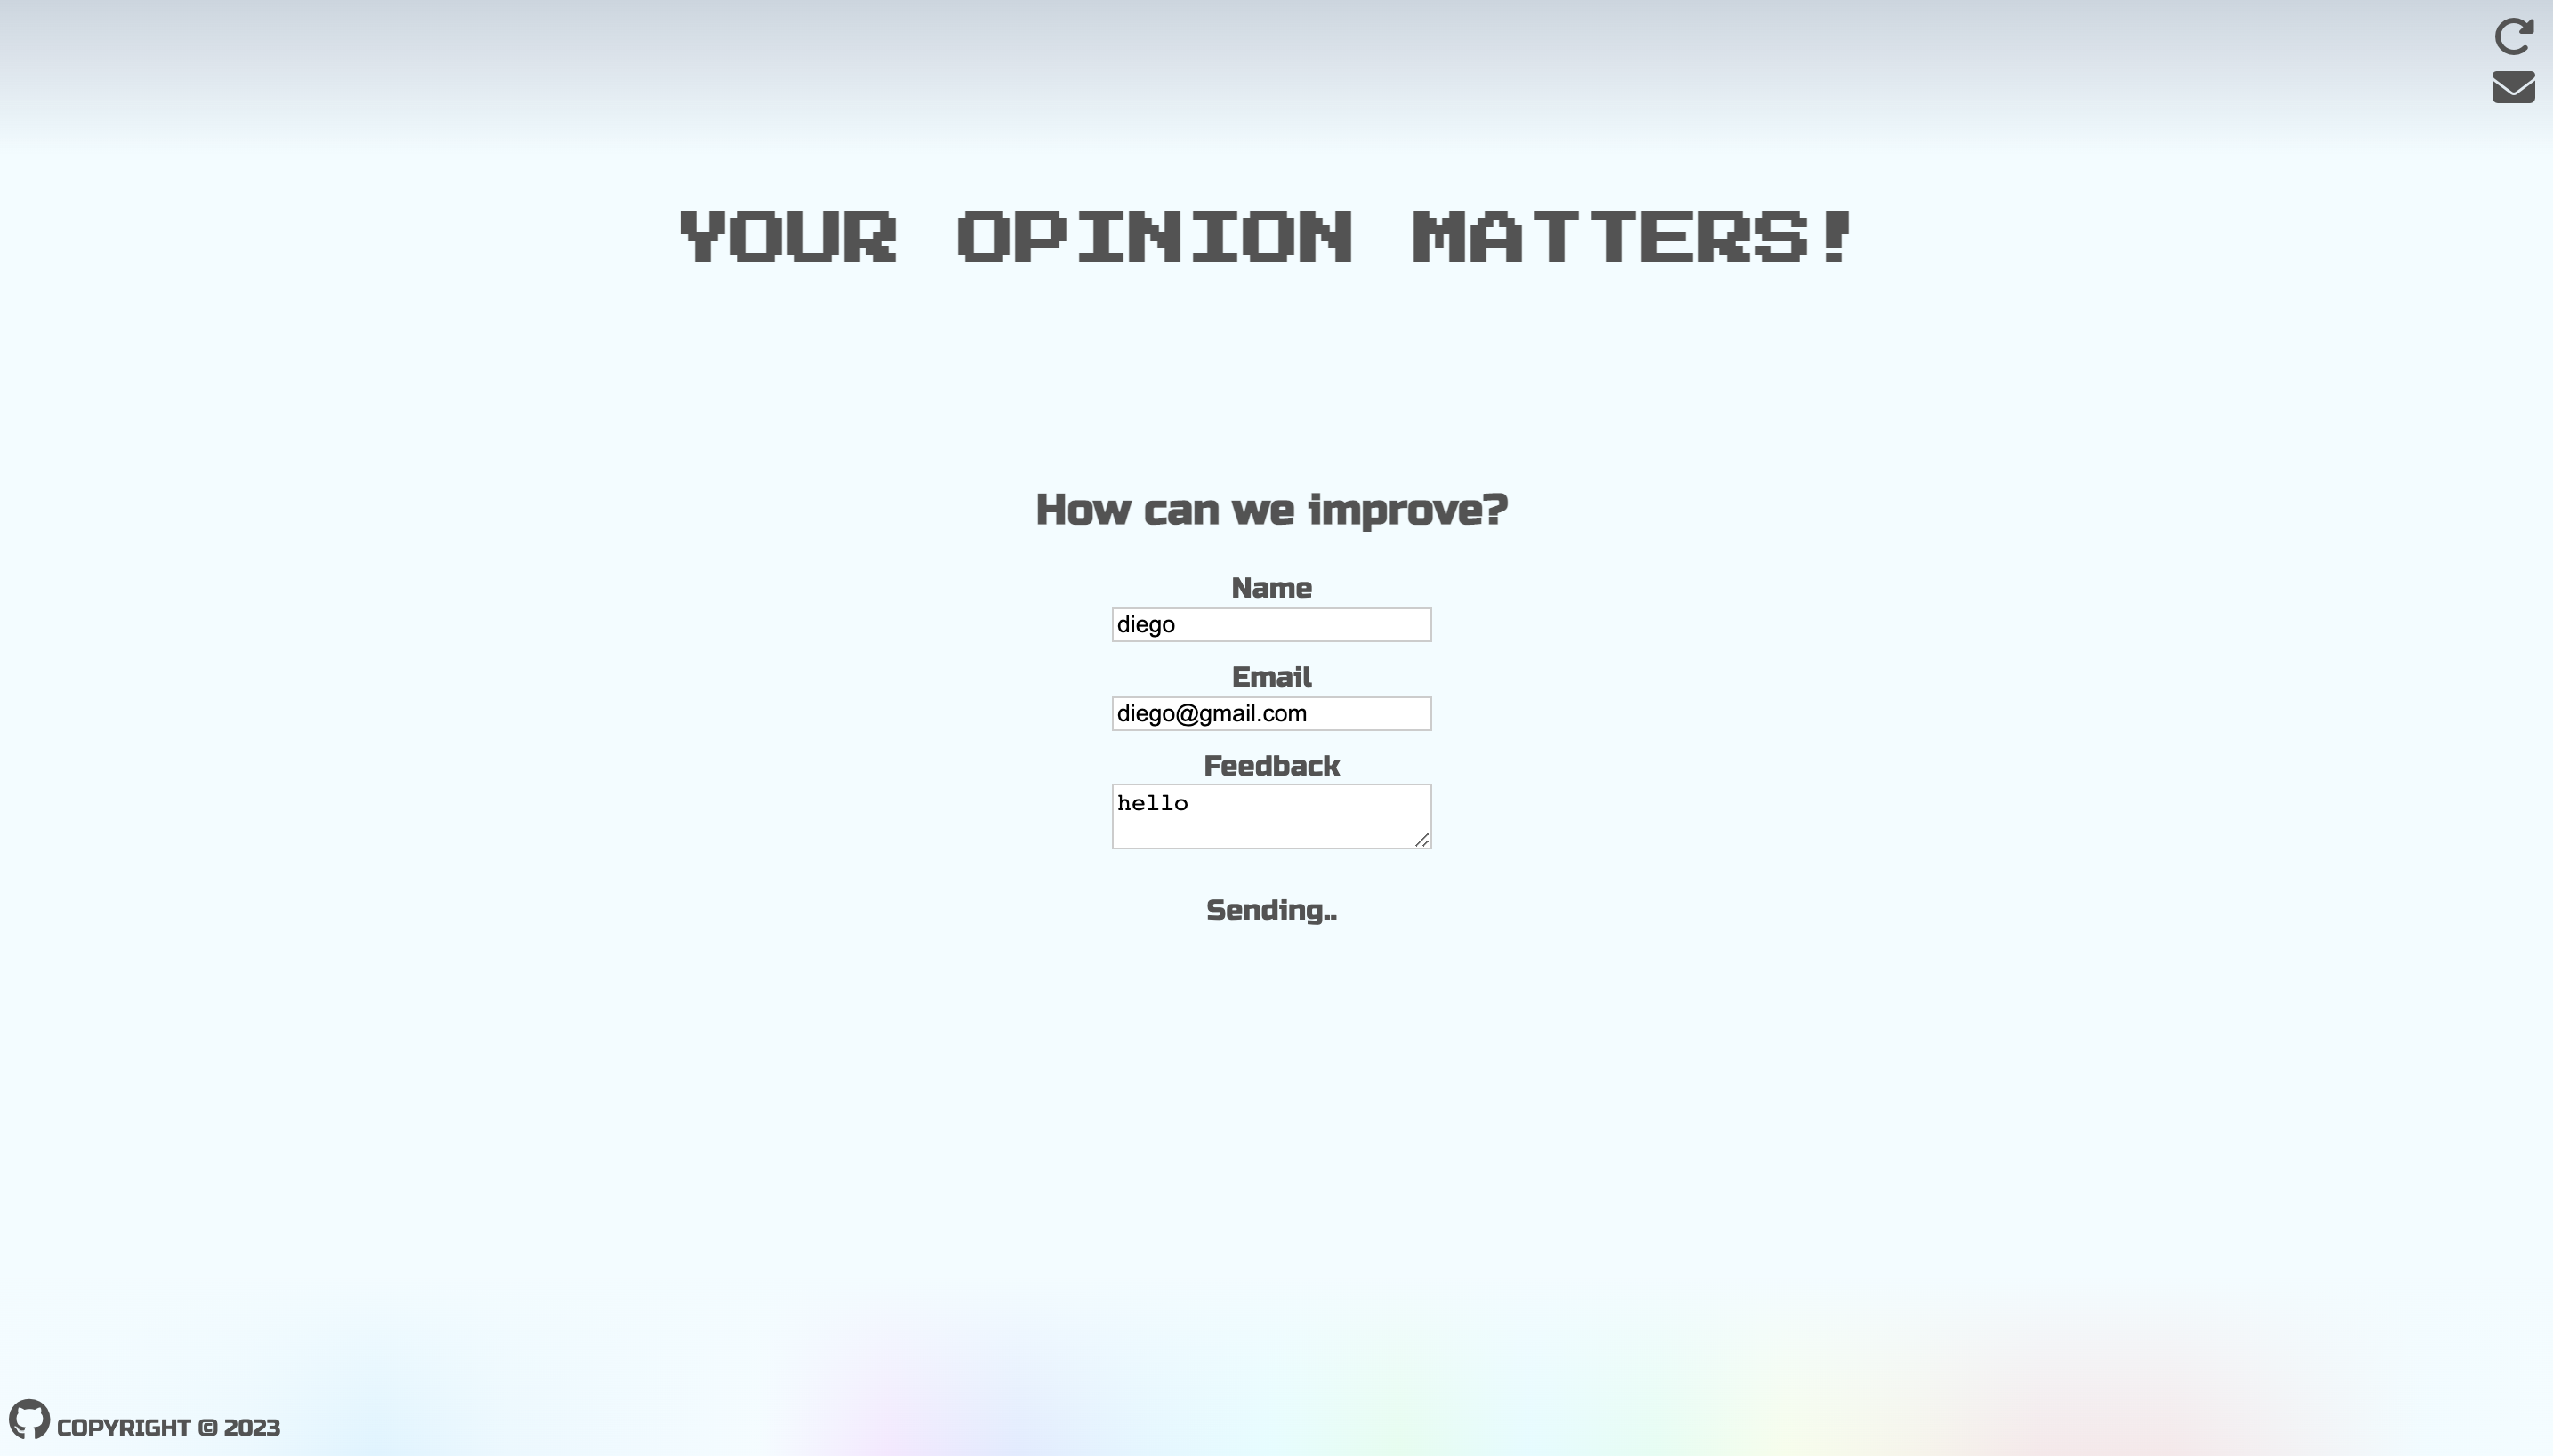 YOUR OPINION MATTERS!
How can we improve?
Name
diego
Email
diego@gmail.com
Feedback
hello
Sending..
COPYRIGHT © 2023